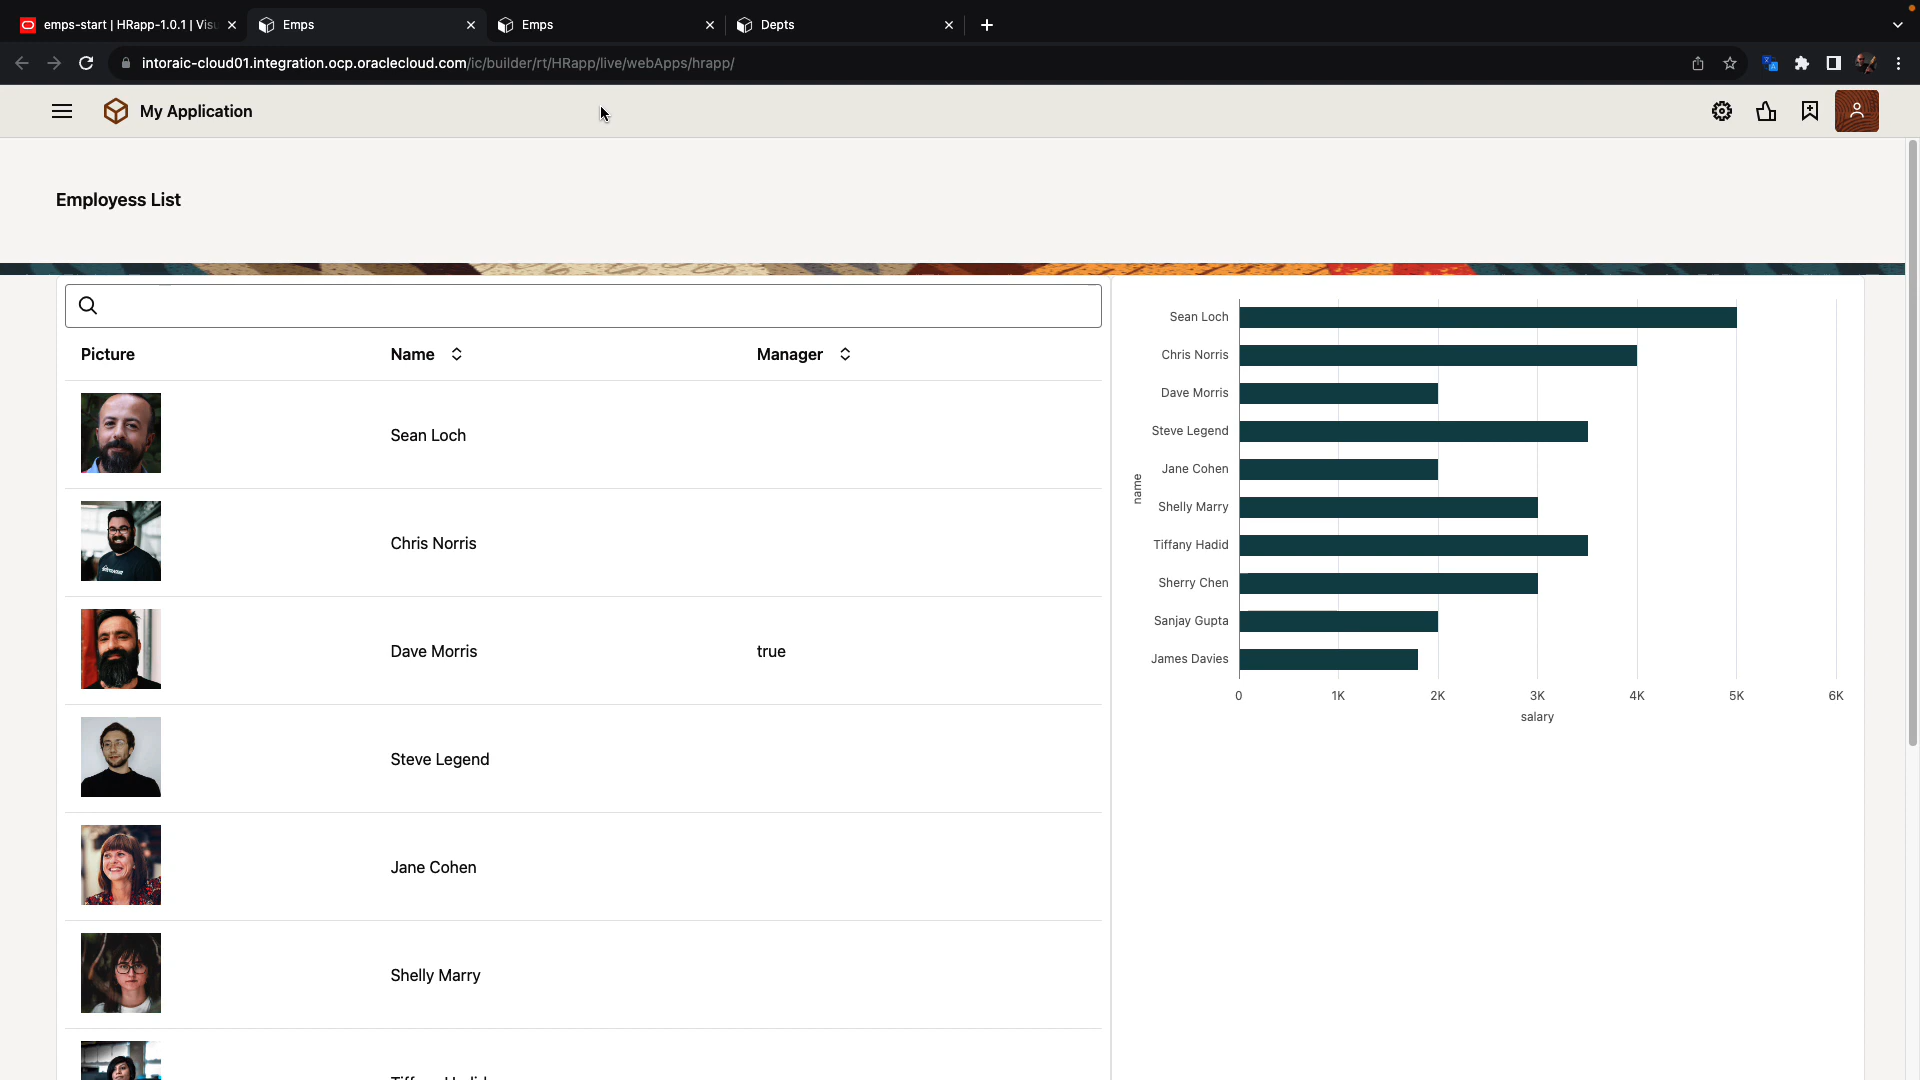 emps-start | HRapp-1.0.1 | Visu
Emps
Emps
Depts
intoraic-cloud01.integration.ocp.oraclecloud.com/ic/builder/rt/HRapp/live/webApps/hrapp/
My Application
Employess List
Picture
Name
Manager
Sean Loch
Chris Norris
Dave Morris
true
Steve Legend
Jane Cohen
Shelly Marry
name
Sean Loch
Chris Norris
Dave Morris
Steve Legend
Jane Cohen
Shelly Marry
Tiffany Hadid
Sherry Chen
Sanjay Gupta
James Davies
0 1K 2K 3K 4K 5K 6K
salary